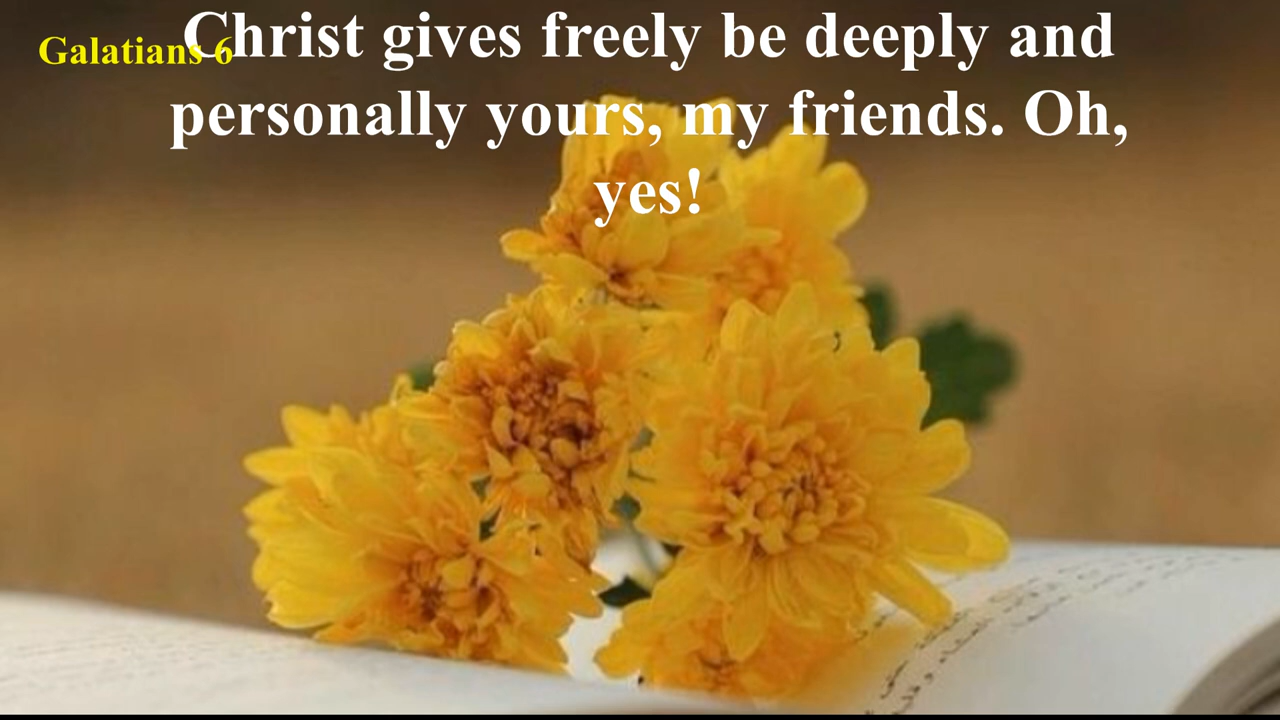 Galatians 6
Christ gives freely be deeply and
personally yours, my friends. Oh,
yes!